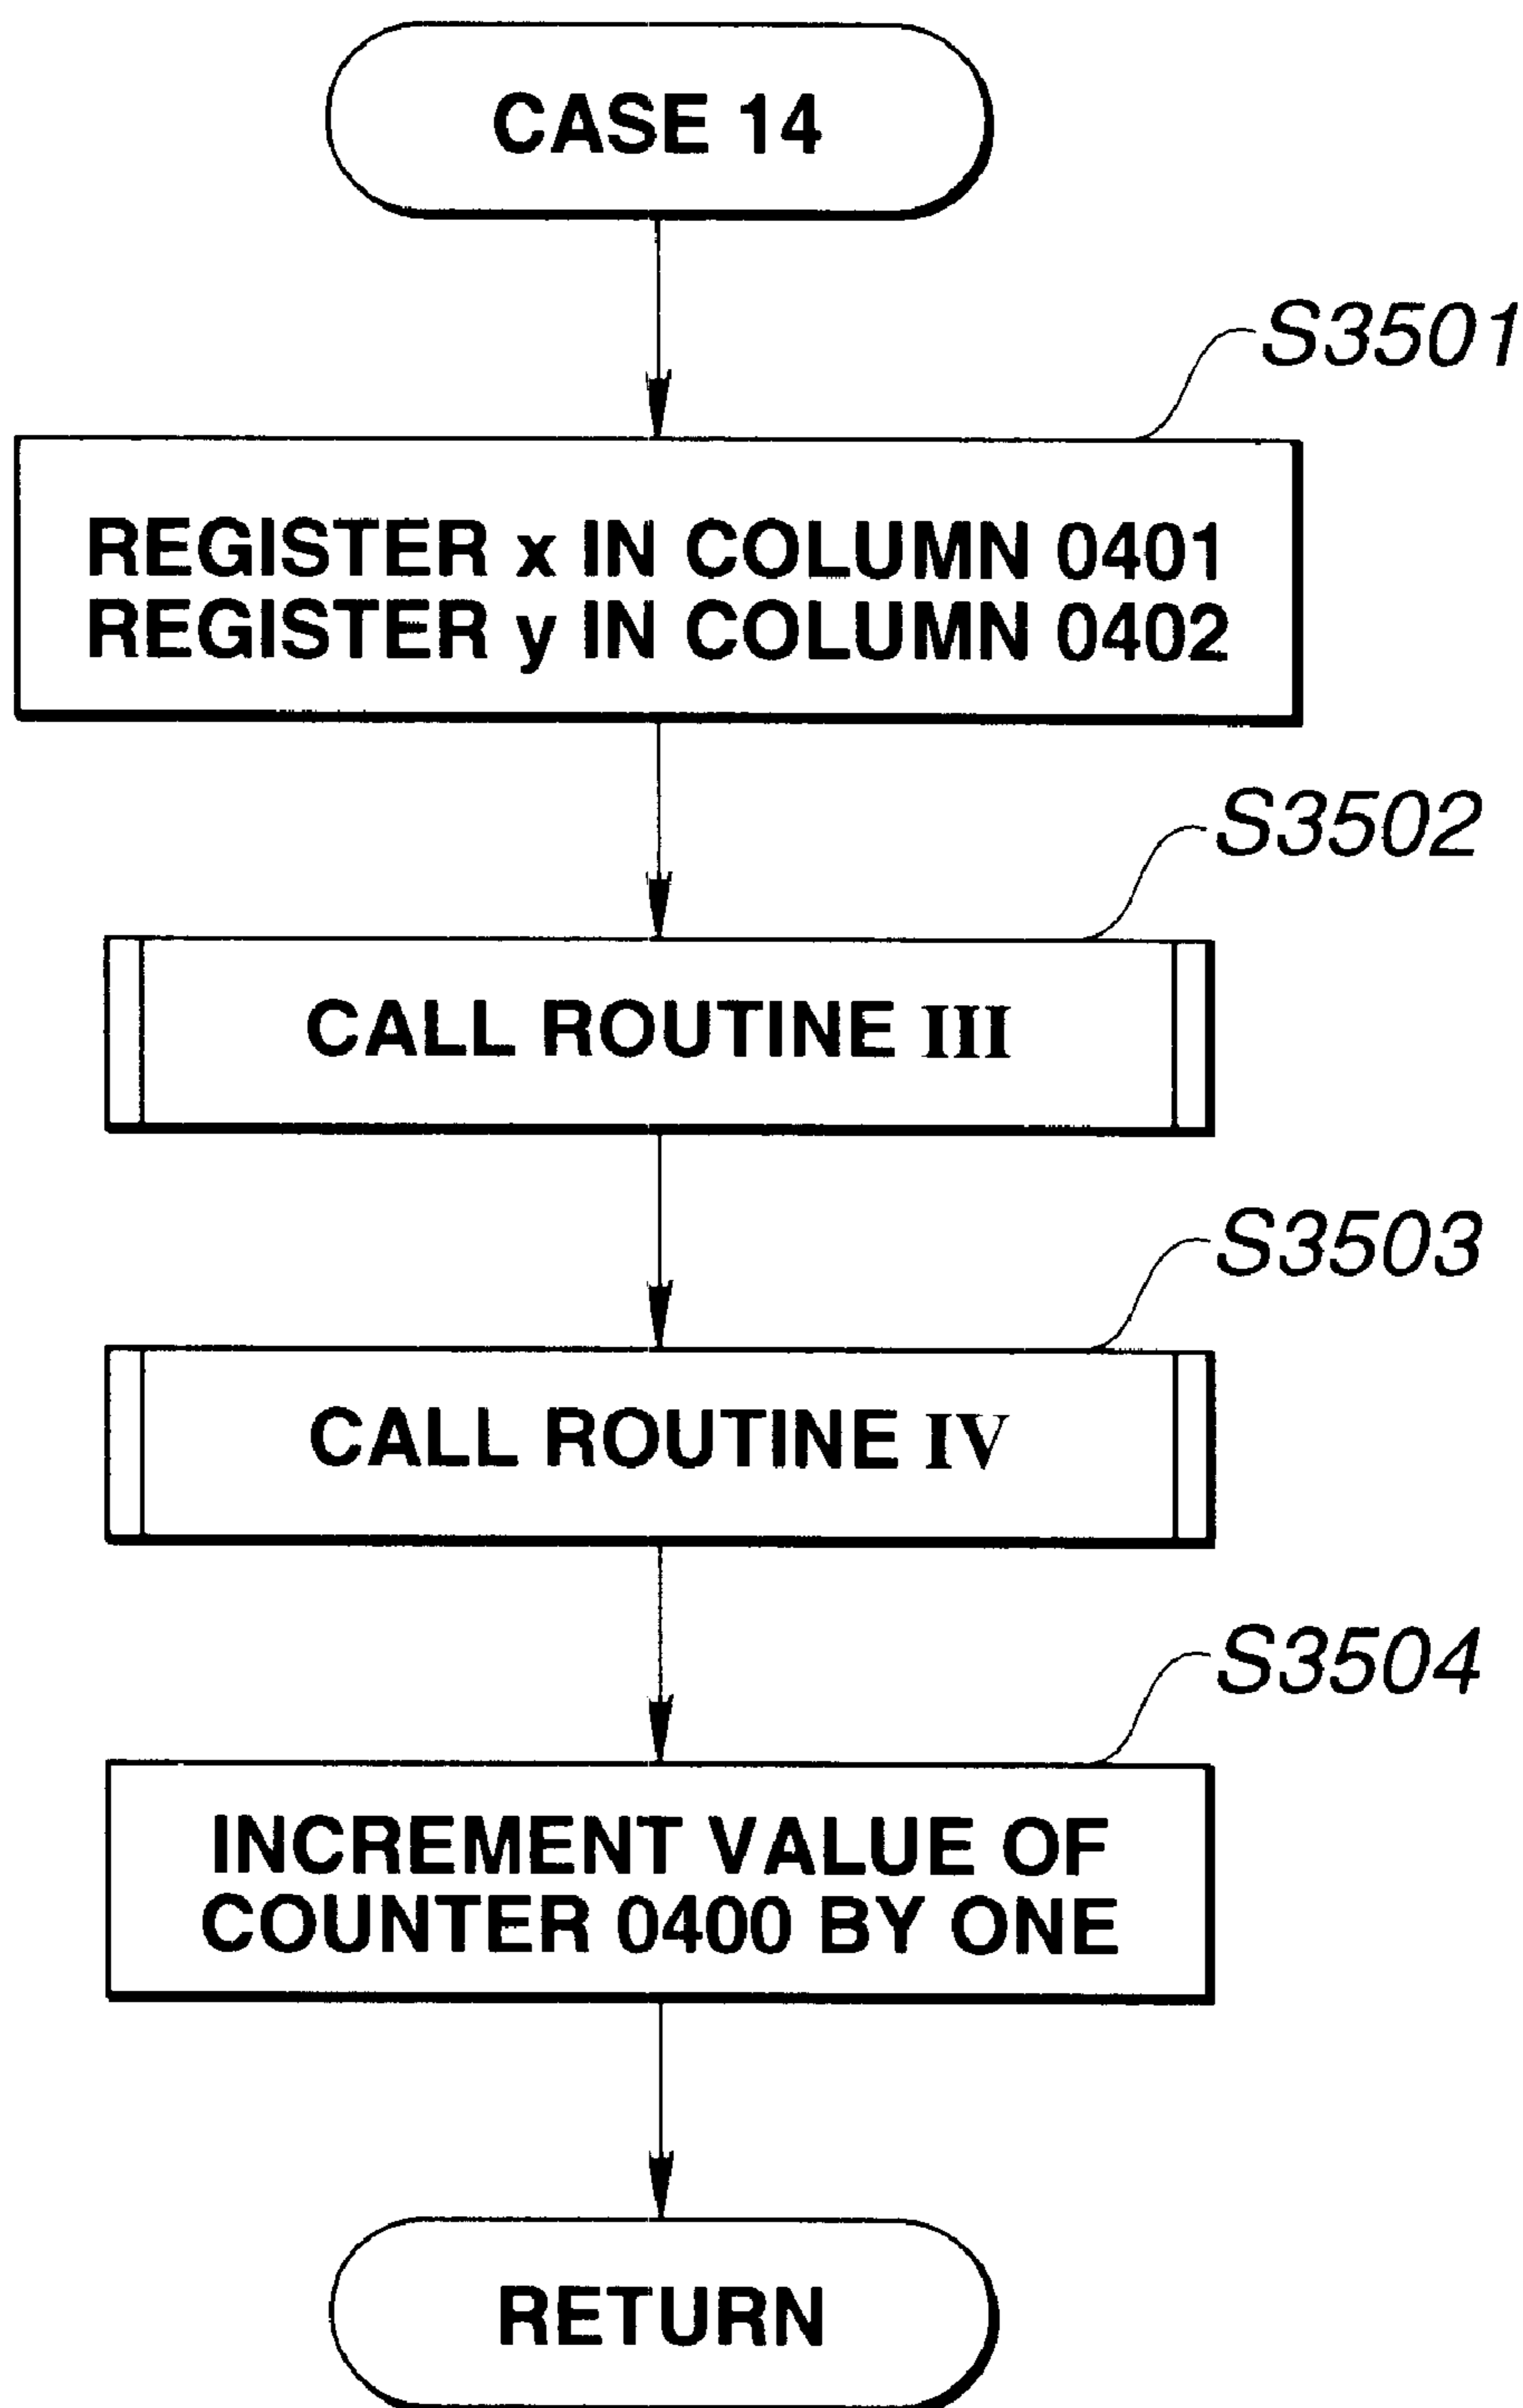 CASE 14
S3501
REGISTER x IN COLUMN 0401
REGISTER y IN COLUMN 0402
S3502
CALL ROUTINE III
S3503
CALL ROUTINE IV
S3504
INCREMENT VALUE OF
COUNTER 0400 BY ONE
RETURN